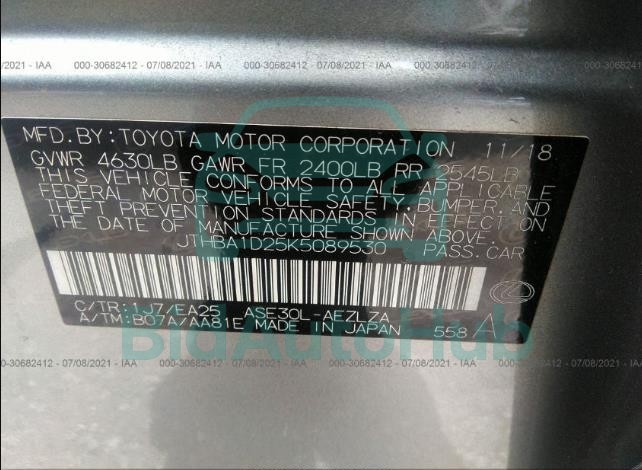 000-30682412 - 07/08/2021 - IAA 000-30682412 - 07/08/2021 - IAA 000-30682412 - 07/08/2021 - IAA
MFD. BY: TOYOTA MOTOR CORPORATION 11/18
GVWR 4630LB GAWR FR 2400LB RR 2545LB
THIS VEHICLE CONFORMS TO ALL APPLICABLE
FEDERAL MOTOR VEHICLE SAFETY, BUMPER, AND
THEFT PREVENTION STANDARDS IN EFFECT ON
THE DATE OF MANUFACTURE SHOWN ABOVE.
JTHBA1D25K5089530 PASS. CAR
C/TR: 1J7/EA25 ASE30L-AEZLZA
A/TM: B07A/AA81E MADE IN JAPAN 558 A
BidAutoHub
000-30682412 - 07/08/2021 - IAA 000-30682412 - 07/08/2021 - IAA 000-30682412 - 07/08/2021 - IAA